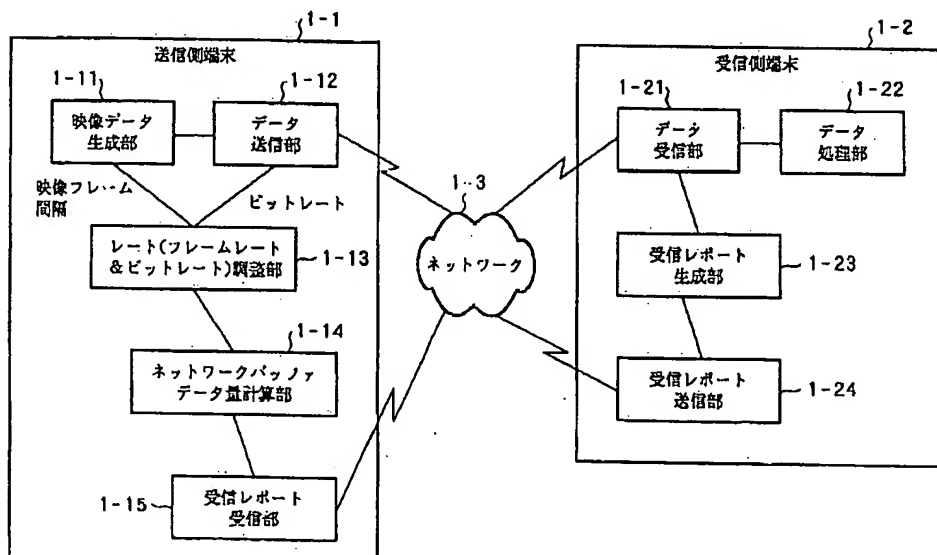 1-1
送信側端末
1-11
映像データ
生成部
1-12
データ
送信部
映像フレーム
間隔
ビットレート
レート(フレームレート
&ビットレート)調整部
1-13
1-14
ネットワークバッファ
データ量計算部
1-15
受信レポート
受信部
1-3
ネットワーク
1-2
受信側端末
1-21
データ
受信部
1-22
データ
処理部
受信レポート
生成部
1-23
受信レポート
送信部
1-24